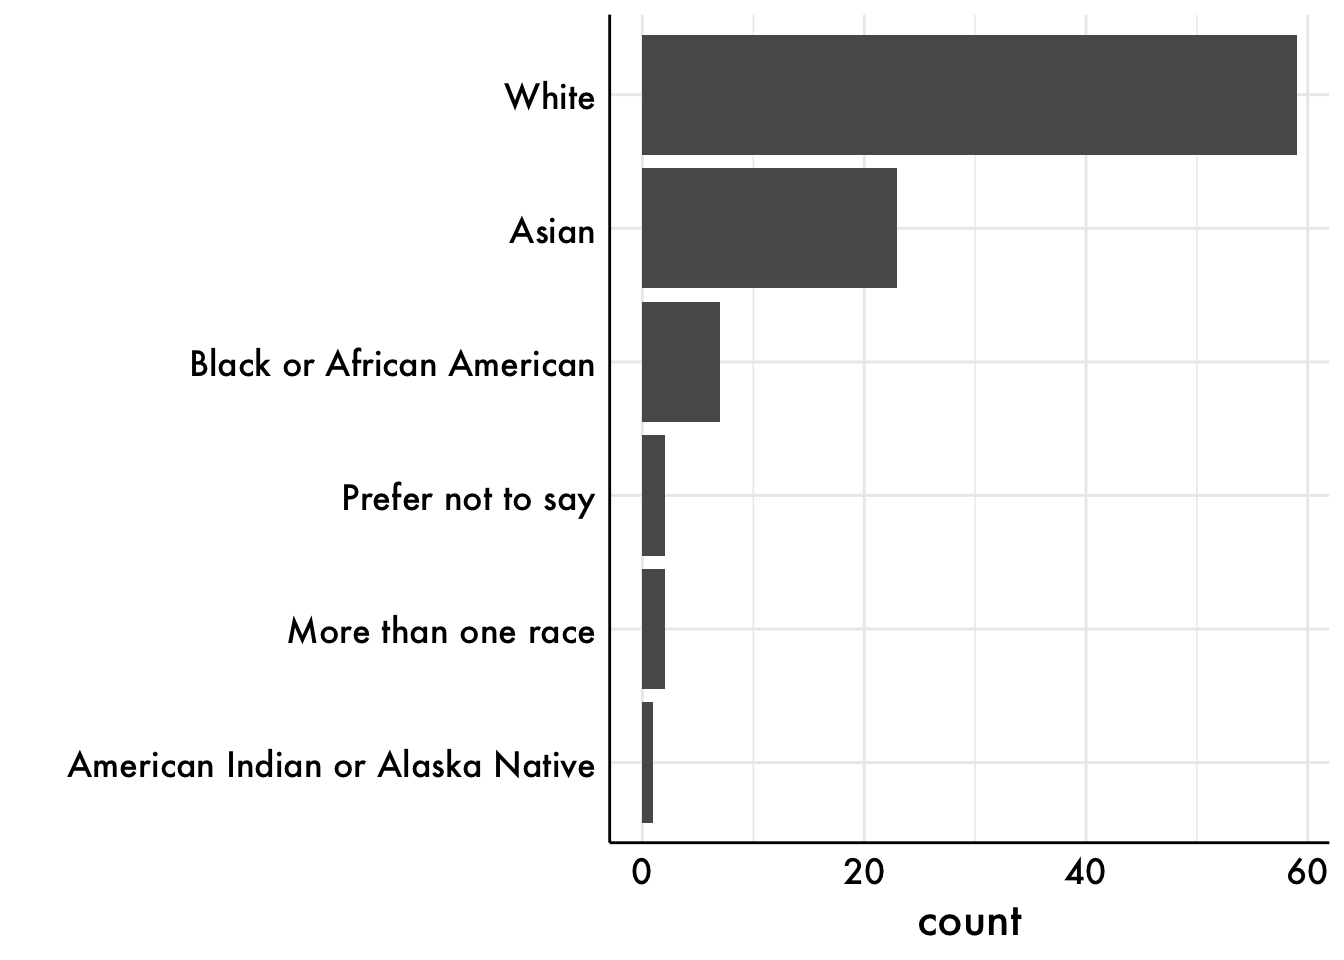 White
Asian
Black or African American
Prefer not to say
More than one race
American Indian or Alaska Native
0 20 40 60
count